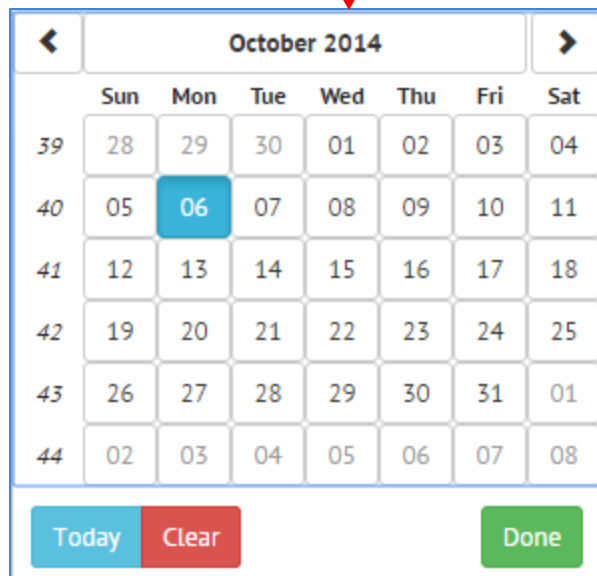 October 2014
Sun Mon Tue Wed Thu Fri Sat
39 28 29 30 01 02 03 04
40 05 06 07 08 09 10 11
41 12 13 14 15 16 17 18
42 19 20 21 22 23 24 25
43 26 27 28 29 30 31 01
44 02 03 04 05 06 07 08
Today Clear Done